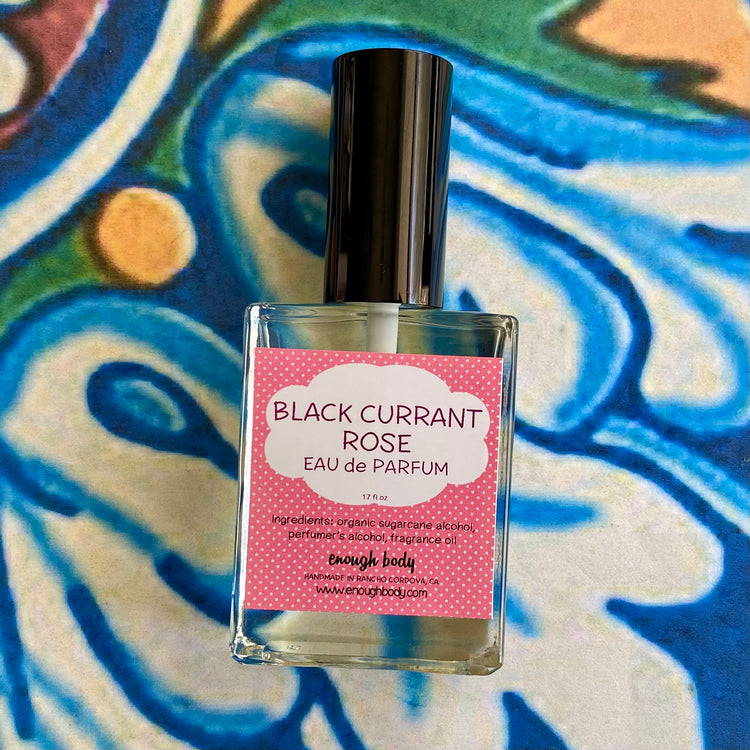 BLACK CURRANT
ROSE
EAU de PARFUM
1.7 fl oz
Ingredients: organic sugarcane alcohol,
perfumer's alcohol, fragrance oil
enough body
HANDMADE IN RANCHO CORDOVA, CA
www.enoughbody.com